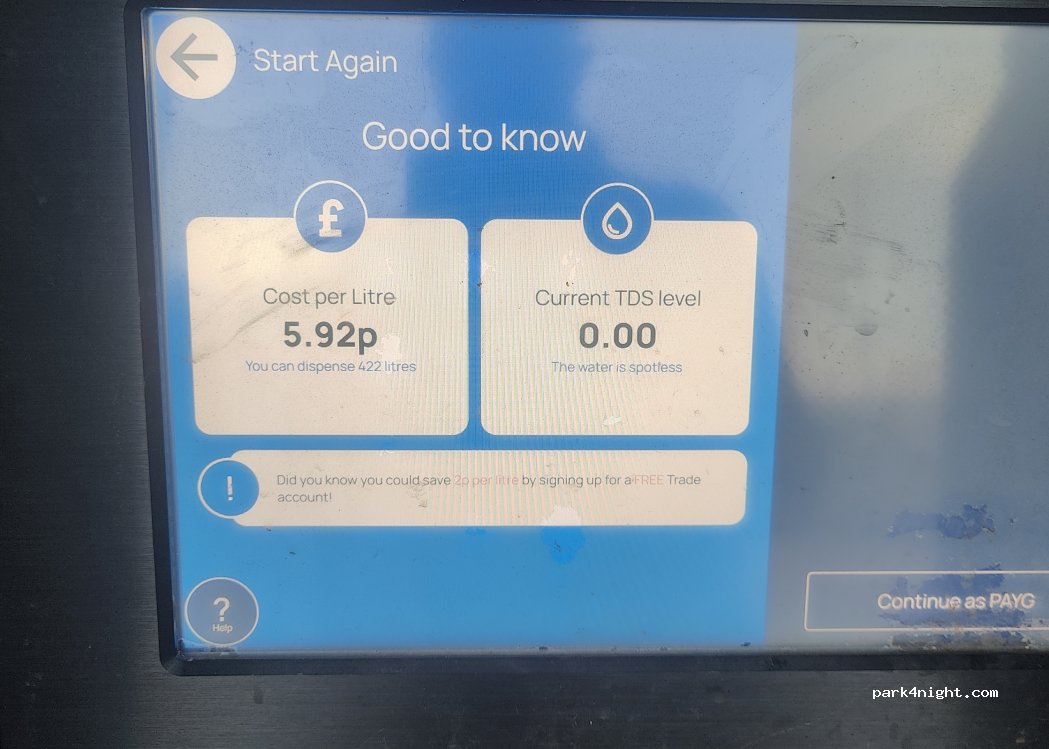 Start Again
Good to know
£
Cost per Litre
5.92p
You can dispense 422 litres
Current TDS level
0.00
The water is spotless
!
Did you know you could save 2p per litre by signing up for a FREE Trade
account!
?
Help
Continue as PAYG
park4night.com